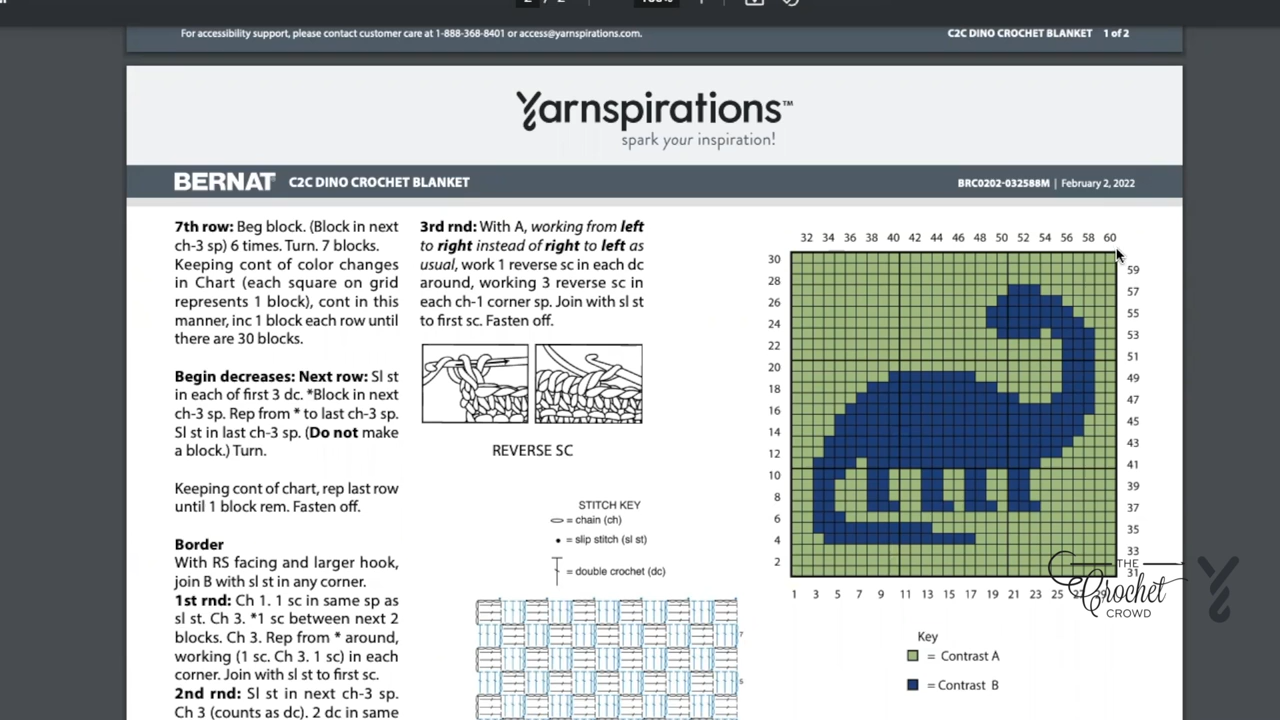 For accessibility support, please contact customer care at 1-888-368-8401 or access@yarnspirations.com.
C2C DINO CROCHET BLANKET 1 of 2
Yarnspirations™
spark your inspiration!
BERNAT C2C DINO CROCHET BLANKET
BRC0202-032588M | February 2, 2022
7th row: Beg block. (Block in next
ch-3 sp) 6 times. Turn. 7 blocks.
Keeping cont of color changes
in Chart (each square on grid
represents 1 block), cont in this
manner, inc 1 block each row until
there are 30 blocks.
Begin decreases: Next row: Sl st
in each of first 3 dc. *Block in next
ch-3 sp. Rep from * to last ch-3 sp.
Sl st in last ch-3 sp. (Do not make
a block.) Turn.
Keeping cont of chart, rep last row
until 1 block rem. Fasten off.
Border
With RS facing and larger hook,
join B with sl st in any corner.
1st rnd: Ch 1. 1 sc in same sp as
sl st. Ch 3. *1 sc between next 2
blocks. Ch 3. Rep from * around,
working (1 sc. Ch 3. 1 sc) in each
corner. Join with sl st to first sc.
2nd rnd: Sl st in next ch-3 sp.
Ch 3 (counts as dc). 2 dc in same
3rd rnd: With A, working from left
to right instead of right to left as
usual, work 1 reverse sc in each dc
around, working 3 reverse sc in
each ch-1 corner sp. Join with sl st
to first sc. Fasten off.
REVERSE SC
STITCH KEY
= chain (ch)
= slip stitch (sl st)
= double crochet (dc)
32 34 36 38 40 42 44 46 48 50 52 54 56 58 60
30
28
26
24
22
20
18
16
14
12
10
8
6
4
2
59
57
55
53
51
49
47
45
43
41
39
37
35
33
31
1 3 5 7 9 11 13 15 17 19 21 23 25
THE
Crochet
CROWD
Key
= Contrast A
= Contrast B